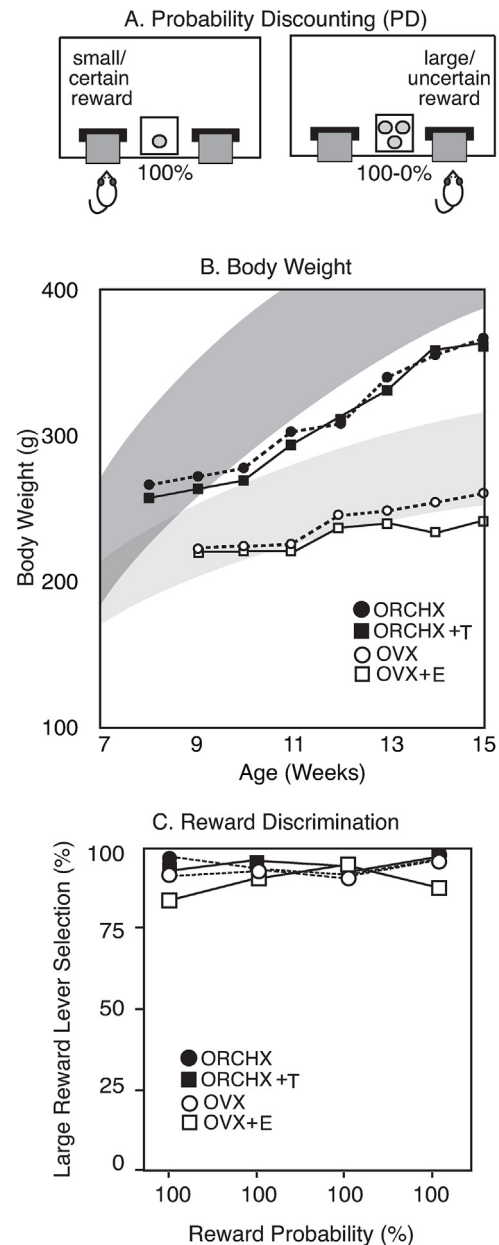 A. Probability Discounting (PD)
small/
certain
reward
large/
uncertain
reward
100%
100-0%
B. Body Weight
Body Weight (g)
400
300
200
100
ORCHX
ORCHX +T
OVX
OVX+E
7 9 11 13 15
Age (Weeks)
C. Reward Discrimination
Large Reward Lever Selection (%)
100
75
50
25
0
ORCHX
ORCHX +T
OVX
OVX+E
100 100 100 100
Reward Probability (%)